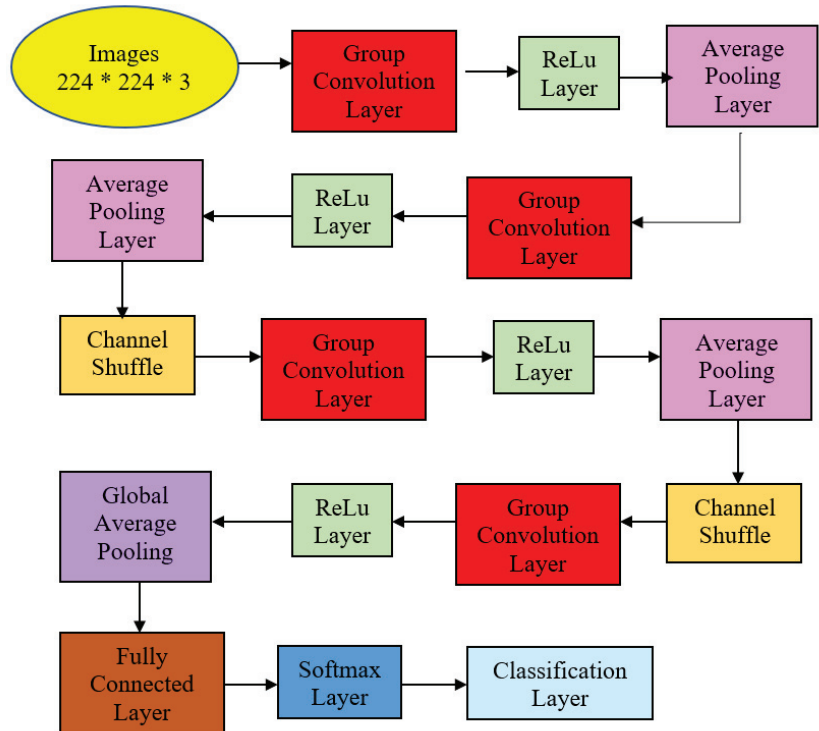 Images
224 * 224 * 3
Group
Convolution
Layer
ReLu
Layer
Average
Pooling
Layer
Group
Convolution
Layer
ReLu
Layer
Average
Pooling
Layer
Channel
Shuffle
Group
Convolution
Layer
ReLu
Layer
Average
Pooling
Layer
Channel
Shuffle
Group
Convolution
Layer
ReLu
Layer
Global
Average
Pooling
Fully
Connected
Layer
Softmax
Layer
Classification
Layer